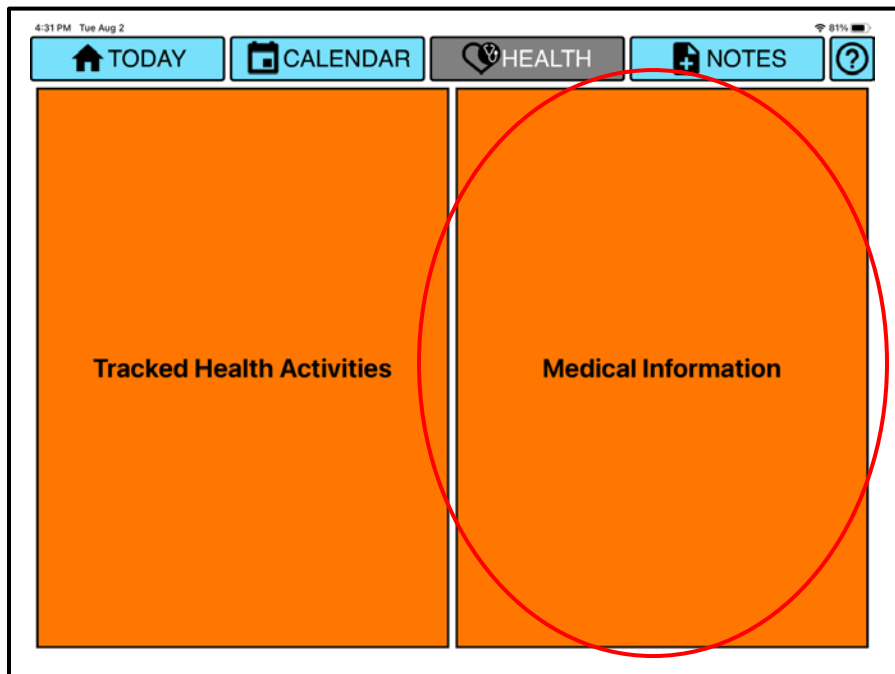 4:31 PM Tue Aug 2 81%
TODAY CALENDAR HEALTH NOTES ?
Tracked Health Activities Medical Information